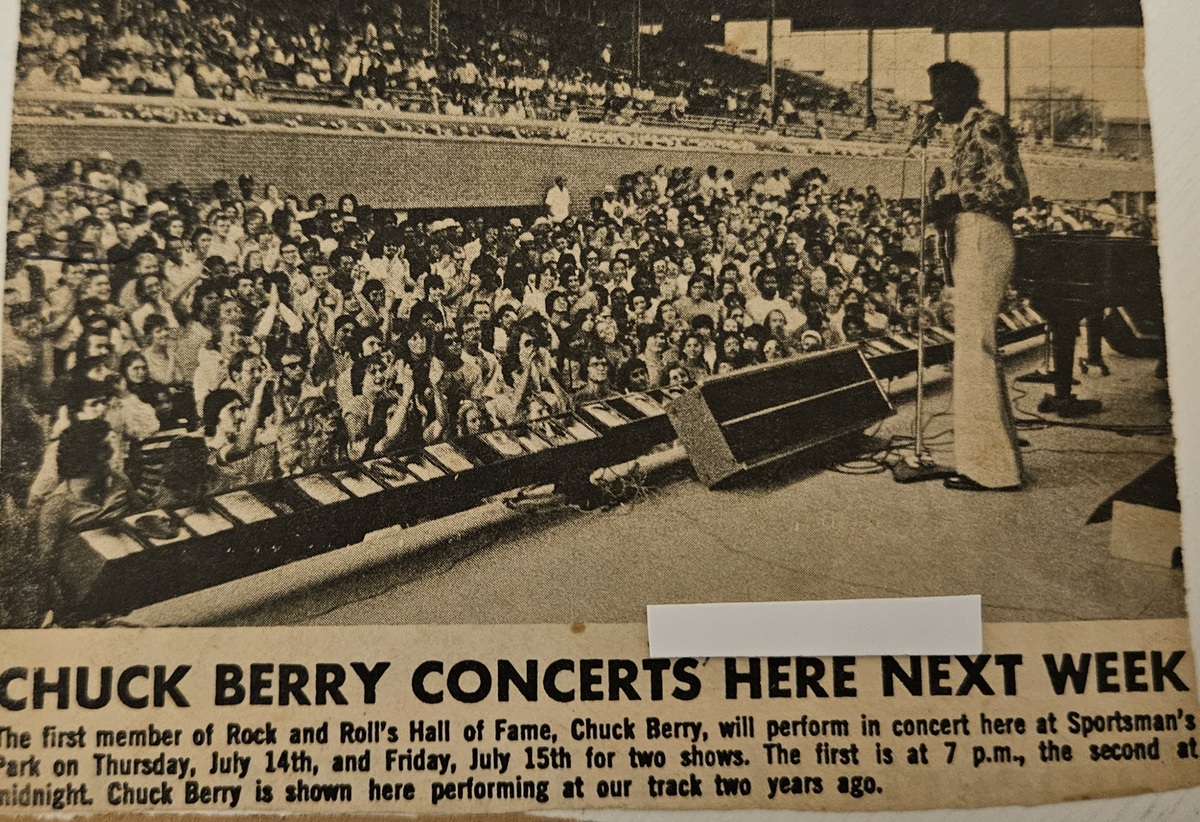 CHUCK BERRY CONCERTS HERE NEXT WEEK
The first member of Rock and Roll's Hall of Fame, Chuck Berry, will perform in concert here at Sportsman's
Park on Thursday, July 14th, and Friday, July 15th for two shows. The first is at 7 p.m., the second at
midnight. Chuck Berry is shown here performing at our track two years ago.